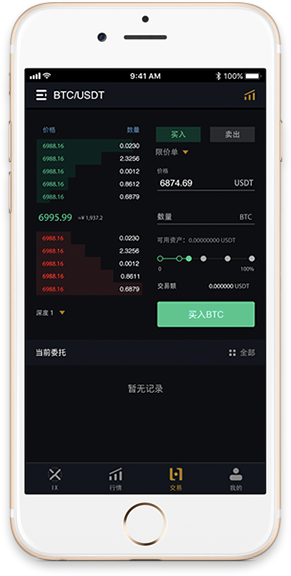 9:41 AM
100%
BTC/USDT
价格 数量
6988.16 0.0230
6988.16 2.3256
6988.16 0.0012
6988.16 0.8612
6988.16 0.6879
6995.99 ≈¥ 1,937.2
6988.16 0.0230
6988.16 2.3256
6988.16 0.0012
6988.16 0.8611
6988.16 0.6879
深度 1
买入 卖出
限价单
价格
6874.69 USDT
数量 BTC
可用资产：0.00000000 USDT
0 100%
交易额 0.000000 USDT
买入BTC
当前委托 全部
暂无记录
行情
交易
我的